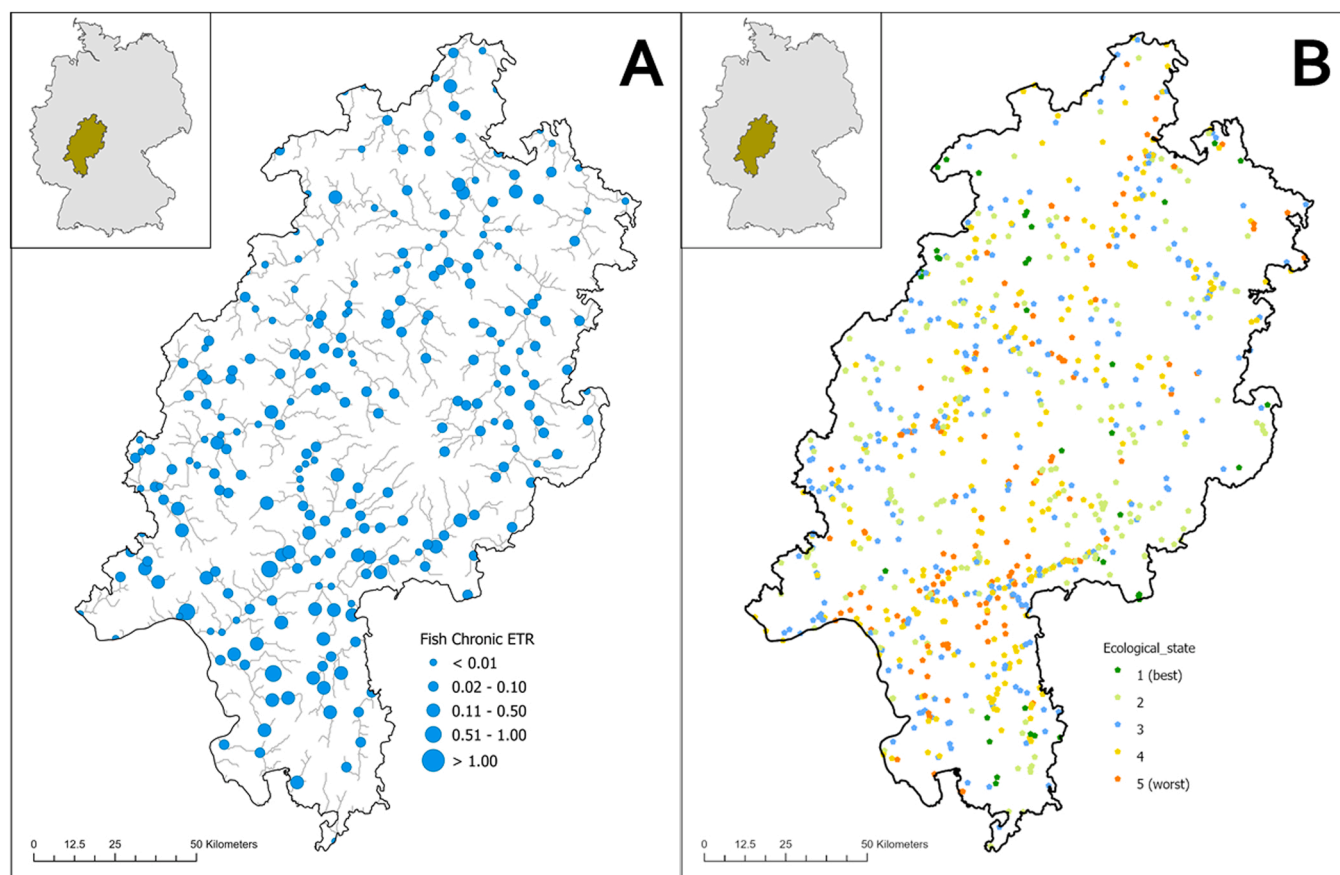 A
Fish Chronic ETR
< 0.01
0.02 - 0.10
0.11 - 0.50
0.51 - 1.00
> 1.00
0 12.5 25 50 Kilometers
B
Ecological_state
1 (best)
2
3
4
5 (worst)
0 12.5 25 50 Kilometers